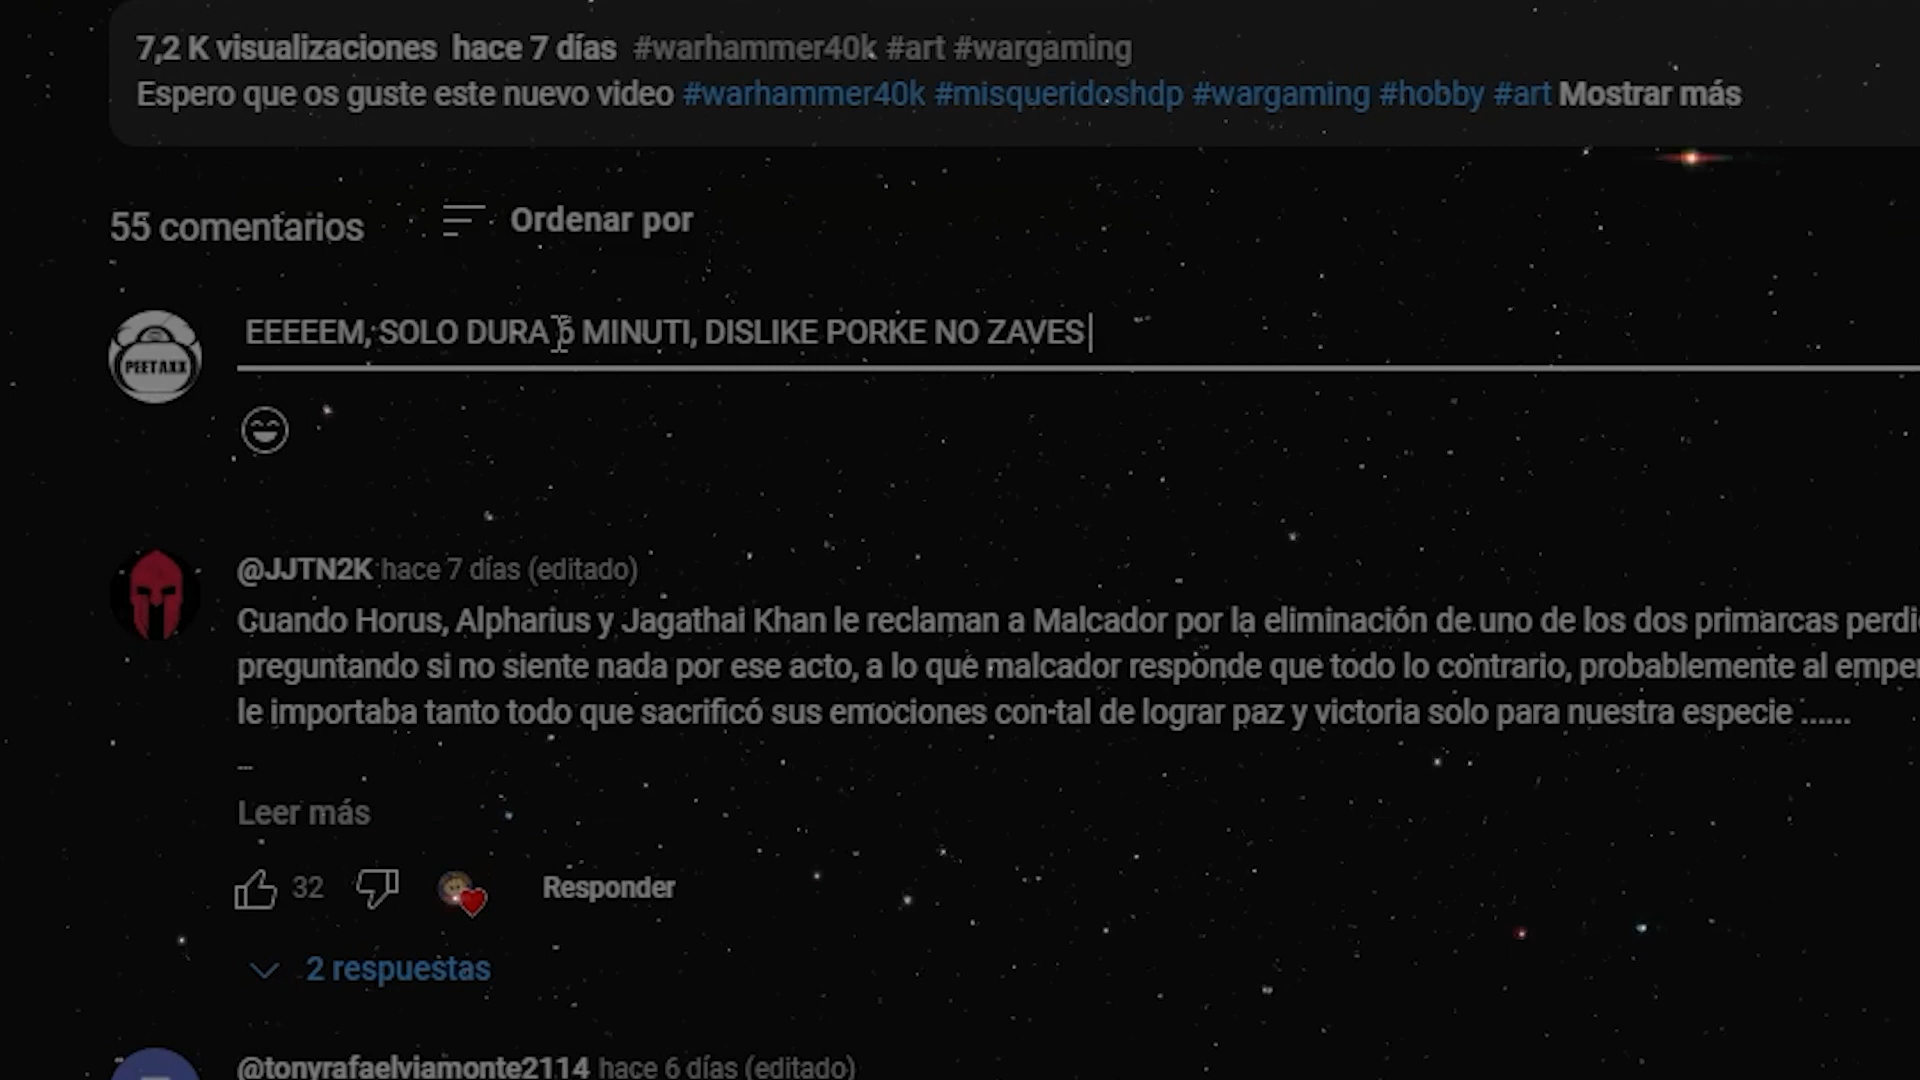 7,2 K visualizaciones hace 7 días #warhammer40k #art #wargaming
Espero que os guste este nuevo video #warhammer40k #misqueridoshdp #wargaming #hobby #art Mostrar más
55 comentarios Ordenar por
PEETAXX
EEEEEM, SOLO DURA 6 MINUTI, DISLIKE PORKE NO ZAVES
@JJTN2K hace 7 días (editado)
Cuando Horus, Alpharius y Jagathai Khan le reclaman a Malcador por la eliminación de uno de los dos primarcas
preguntando si no siente nada por ese acto, a lo que malcador responde que todo lo contrario, probablemente al
le importaba tanto todo que sacrificó sus emociones con tal de lograr paz y victoria solo para nuestra especie ......
...
Leer más
32 Responder
2 respuestas
@tonyrafaelviamonte2114 hace 6 días (editado)